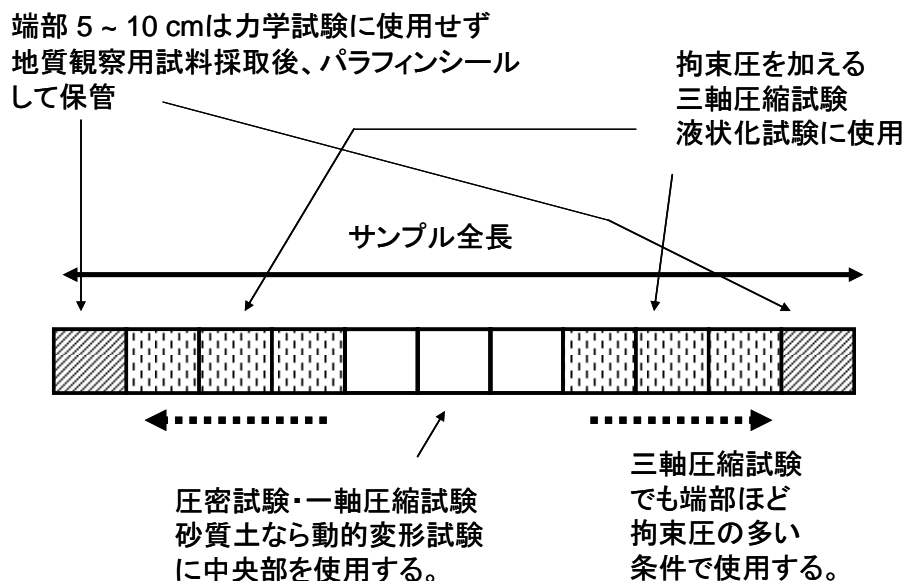 端部 5 ~ 10 cmは力学試験に使用せず
地質観察用試料採取後、パラフィンシール
して保管
拘束圧を加える
三軸圧縮試験
液状化試験に使用
サンプル全長
圧密試験・一軸圧縮試験
砂質土なら動的変形試験
に中央部を使用する。
三軸圧縮試験
でも端部ほど
拘束圧の多い
条件で使用する。